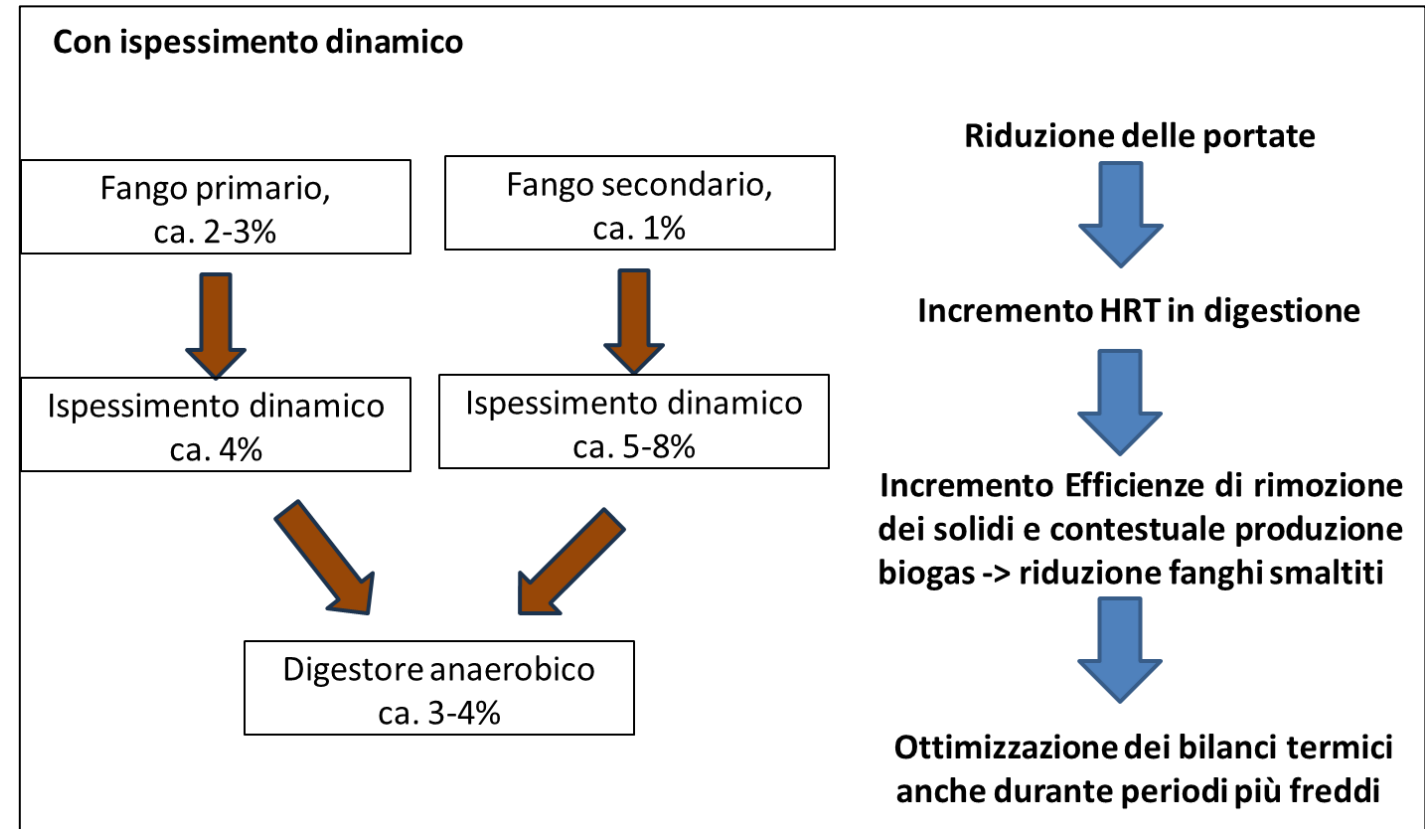 Con ispessimento dinamico
Fango primario,
ca. 2-3%
Fango secondario,
ca. 1%
Ispessimento dinamico
ca. 4%
Ispessimento dinamico
ca. 5-8%
Digestore anaerobico
ca. 3-4%
Riduzione delle portate
Incremento HRT in digestione
Incremento Efficienze di rimozione
dei solidi e contestuale produzione
biogas -> riduzione fanghi smaltiti
Ottimizzazione dei bilanci termici
anche durante periodi più freddi